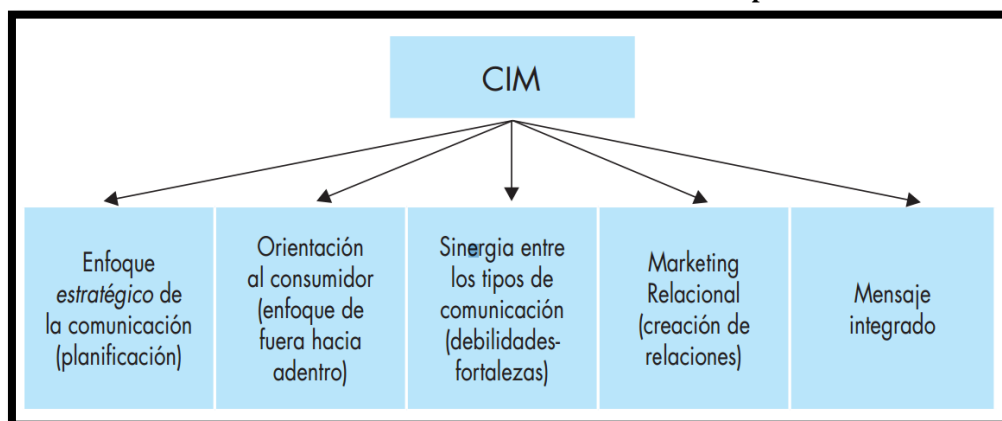 CIM
Enfoque
estratégico de
la comunicación
(planificación)
Orientación
al consumidor
(enfoque de
fuera hacia
adentro)
Sinergia entre
los tipos de
comunicación
(debilidades-
fortalezas)
Marketing
Relacional
(creación de
relaciones)
Mensaje
integrado